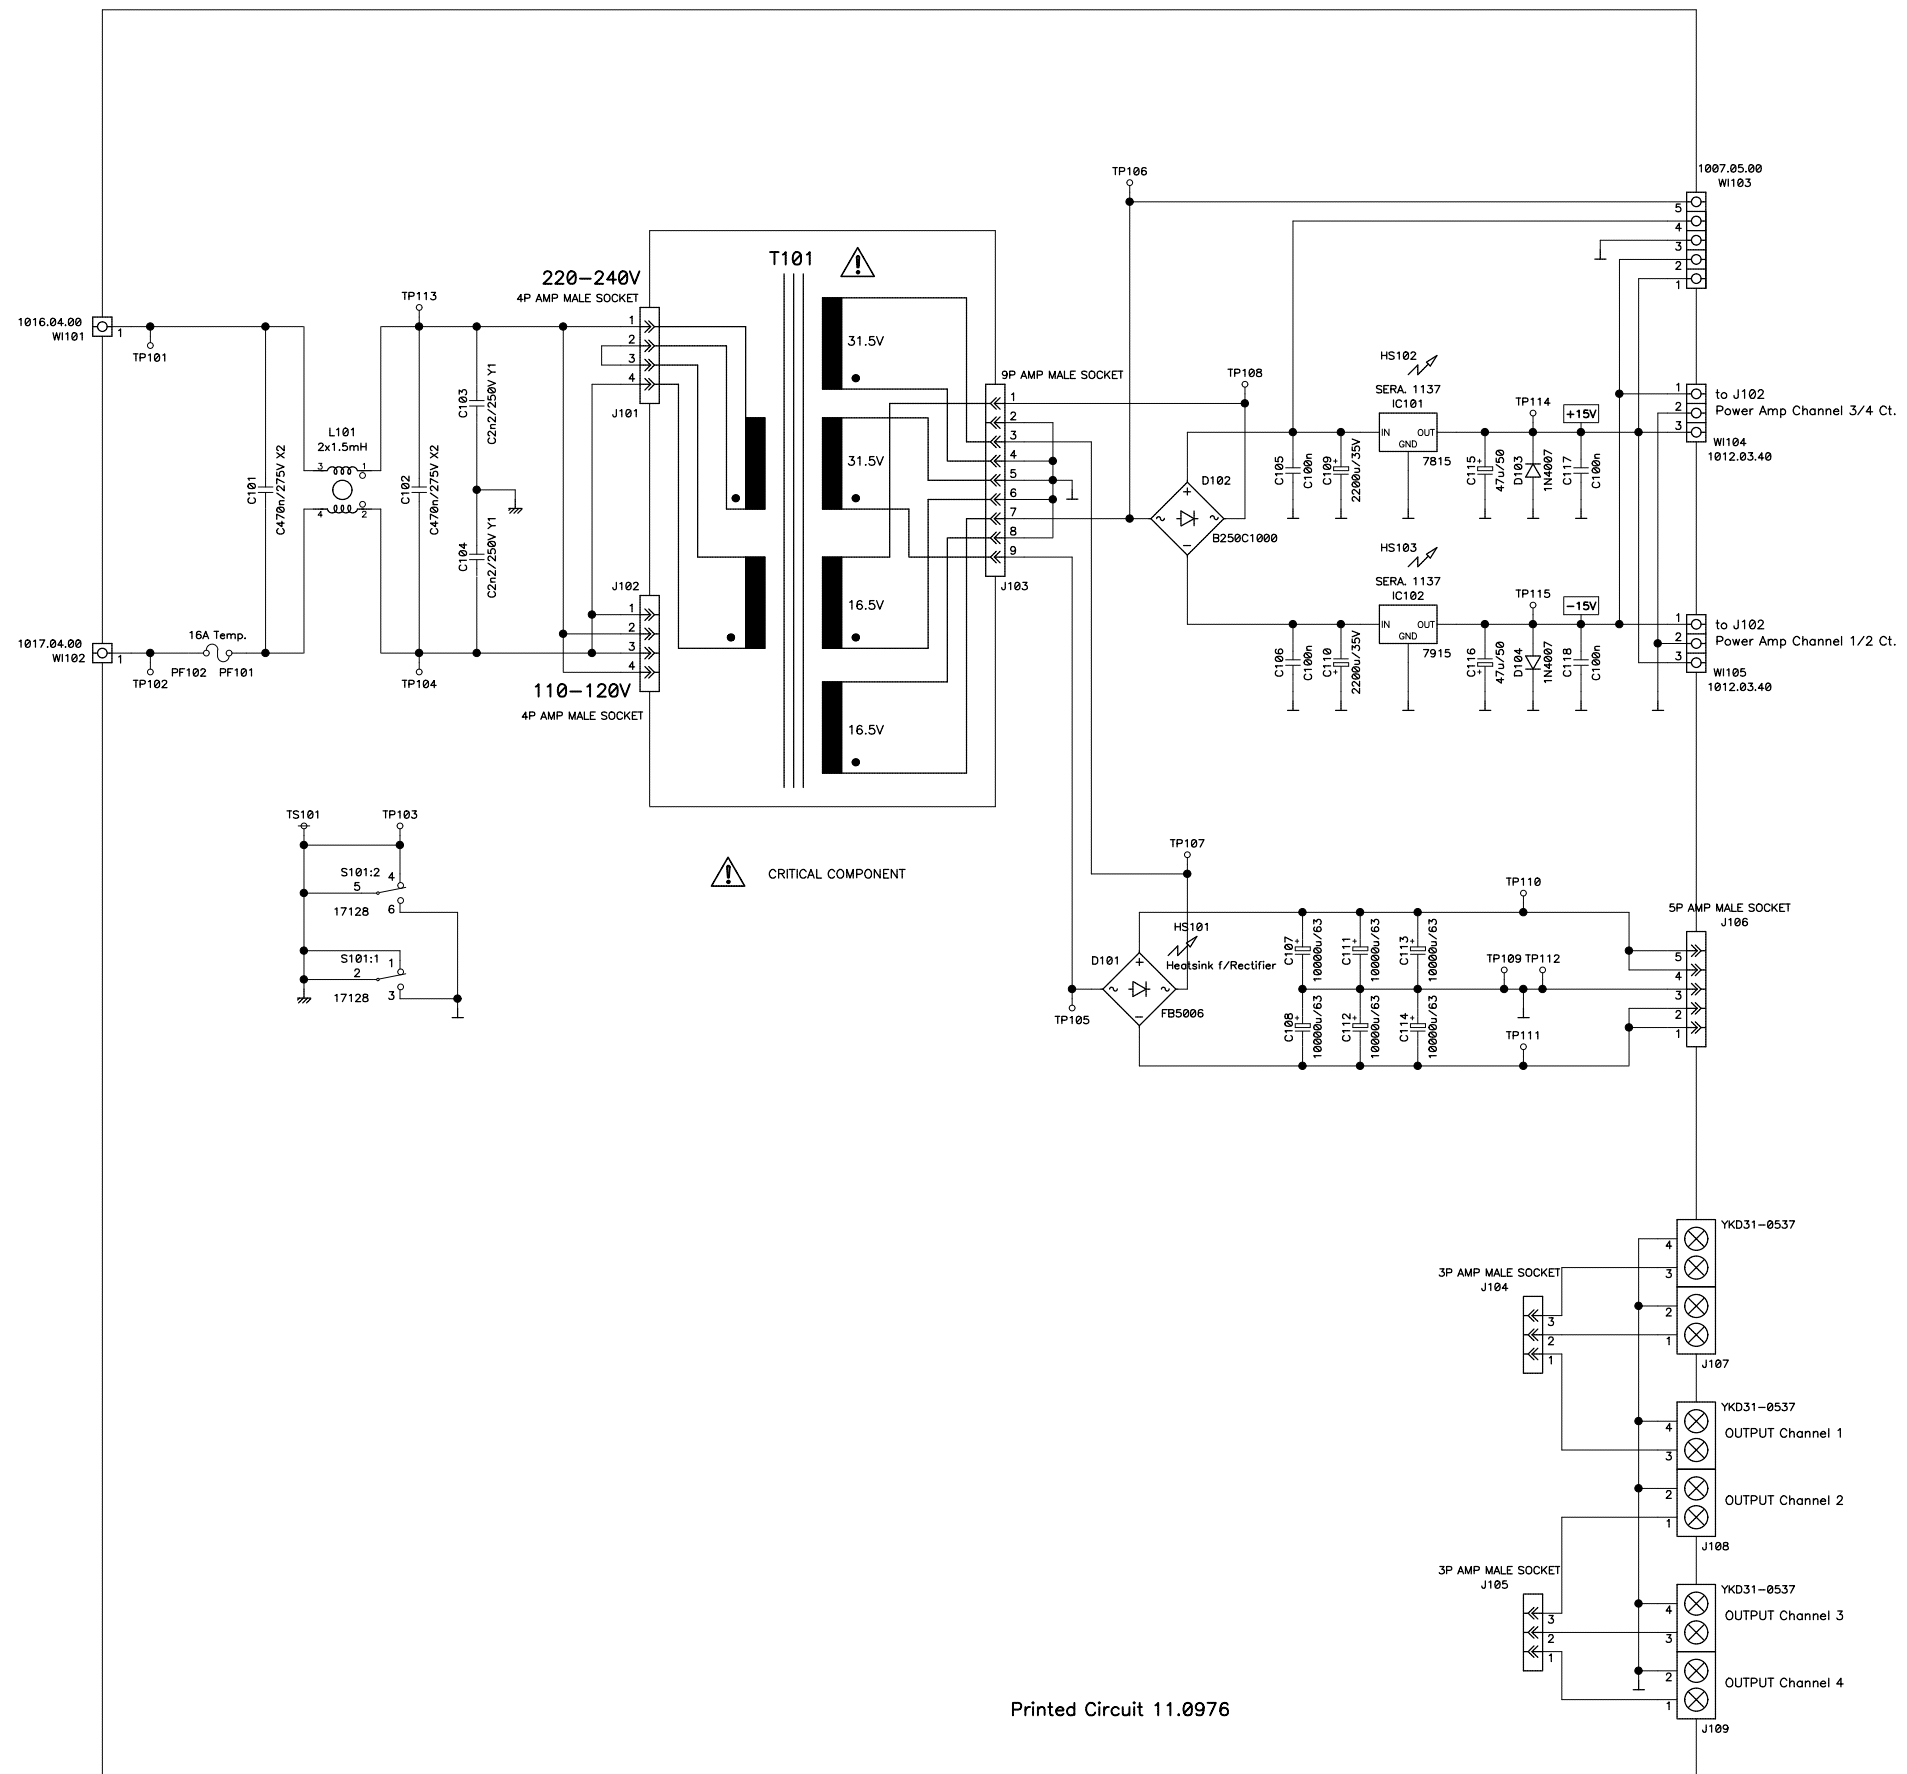 1007.05.00
WI103
TP106
5
4
3
2
1
T101
220-240V
4P AMP MALE SOCKET
TP113
1016.04.00
WI101
1
TP101
1
2
3
4
J101
31.5V
31.5V
16.5V
16.5V
9P AMP MALE SOCKET
1
2
3
4
5
6
7
8
9
J103
TP108
HS102
SERA. 1137
IC101
IN
OUT
GND
7815
TP114
+15V
1
2
3
to J102
Power Amp Channel 3/4 Ct.
WI104
1012.03.40
C103
C2n2/250V Y1
C104
C2n2/250V Y1
L101
2x1.5mH
3
1
4
2
C101
C470n/275V X2
C102
C470n/275V X2
D102
B250C1000
C105
C100n
C109
2200u/35V
C115
47u/50
D103
1N4007
C117
C100n
HS103
SERA. 1137
IC102
IN
OUT
GND
7915
TP115
-15V
1
2
3
to J102
Power Amp Channel 1/2 Ct.
WI105
1012.03.40
C106
C100n
C110
2200u/35V
C116
47u/50
D104
1N4007
C118
C100n
J102
1
2
3
4
110-120V
4P AMP MALE SOCKET
1017.04.00
WI102
1
TP102
16A Temp.
PF102
PF101
TP104
TS101
TP103
S101:2
5
4
17128
6
S101:1
2
1
17128
3
CRITICAL COMPONENT
TP107
HS101
Heatsink f/Rectifier
D101
FB5006
TP105
C107
10000u/63
C111
10000u/63
C113
10000u/63
C108
10000u/63
C112
10000u/63
C114
10000u/63
TP110
TP109
TP112
TP111
5P AMP MALE SOCKET
J106
5
4
3
2
1
YKD31-0537
4
3
2
1
J107
3P AMP MALE SOCKET
J104
3
2
1
YKD31-0537
OUTPUT Channel 1
4
3
2
1
OUTPUT Channel 2
J108
3P AMP MALE SOCKET
J105
3
2
1
YKD31-0537
OUTPUT Channel 3
4
3
2
1
OUTPUT Channel 4
J109
Printed Circuit 11.0976